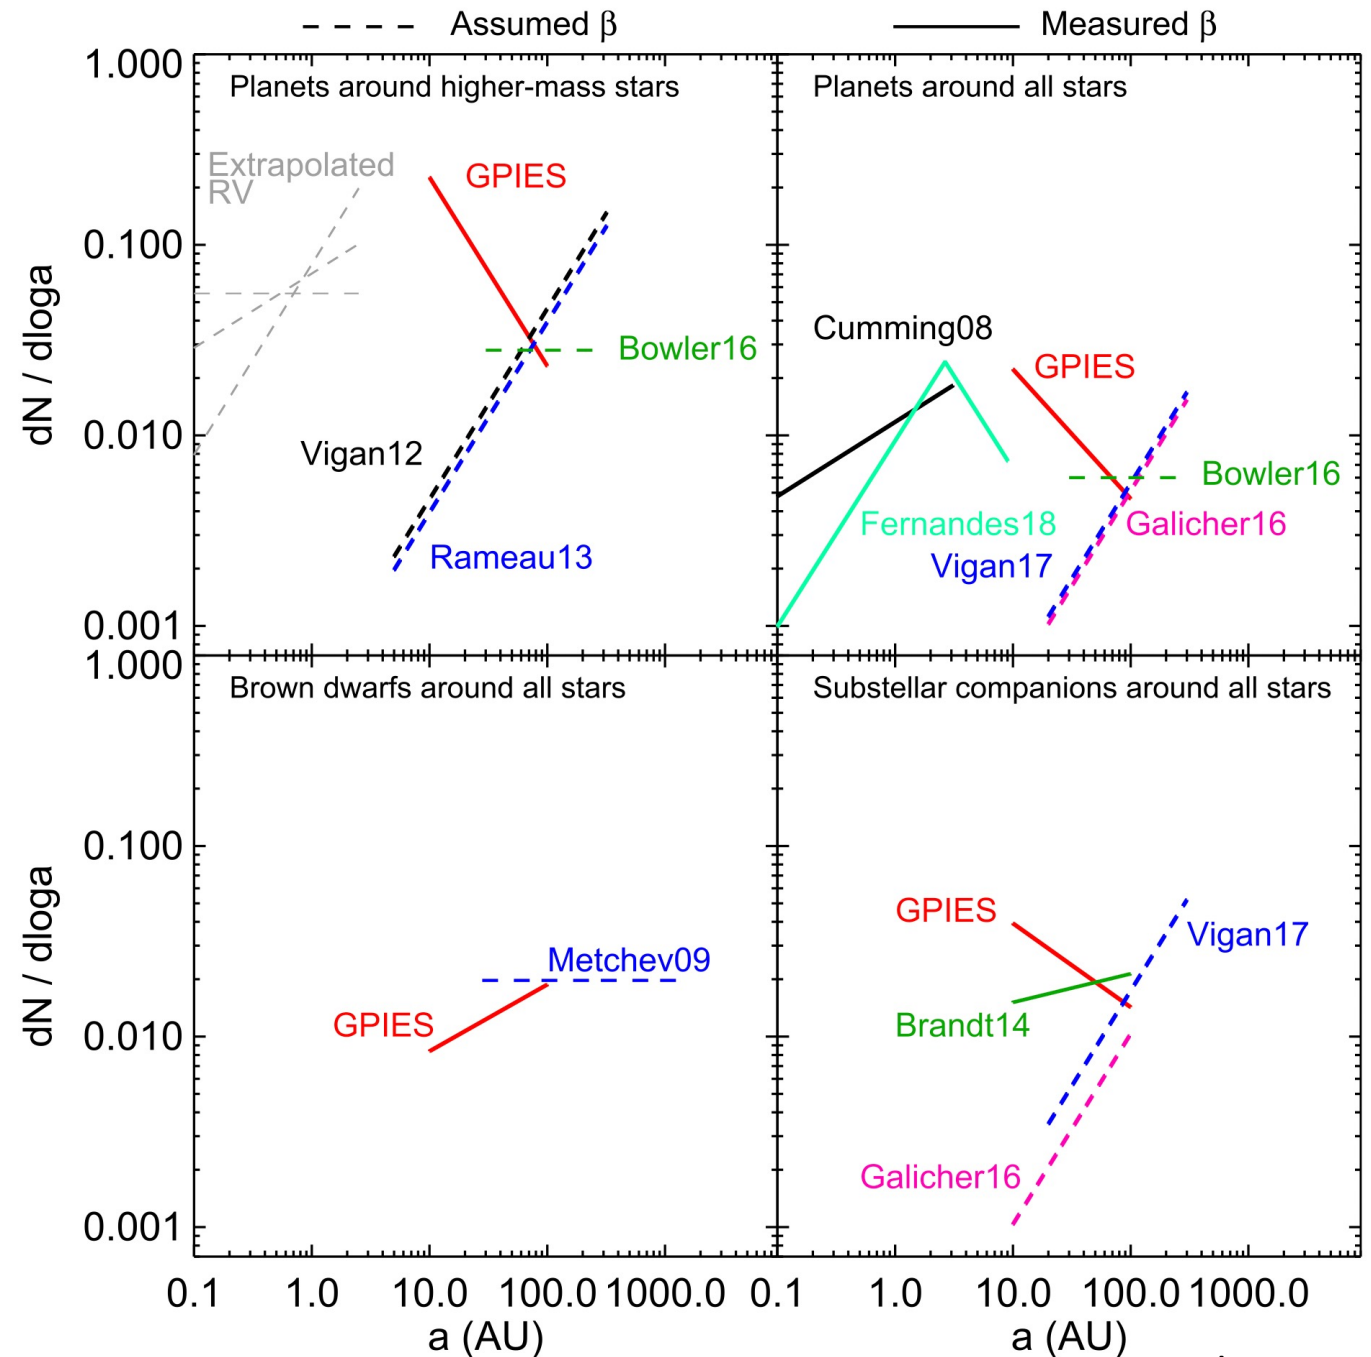 Assumed β
Measured β
1.000
Planets around higher-mass stars
Planets around all stars
Extrapolated
RV
GPIES
0.100
Cumming08
Bowler16
GPIES
dN / dloga
0.010
Vigan12
Bowler16
Fernandes18
Galicher16
Rameau13
Vigan17
0.001
1.000
Brown dwarfs around all stars
Substellar companions around all stars
0.100
GPIES
Vigan17
Metchev09
dN / dloga
GPIES
Brandt14
0.010
Galicher16
0.001
0.1 1.0 10.0 100.0 1000.0 0.1 1.0 10.0 100.0 1000.0
a (AU)
a (AU)